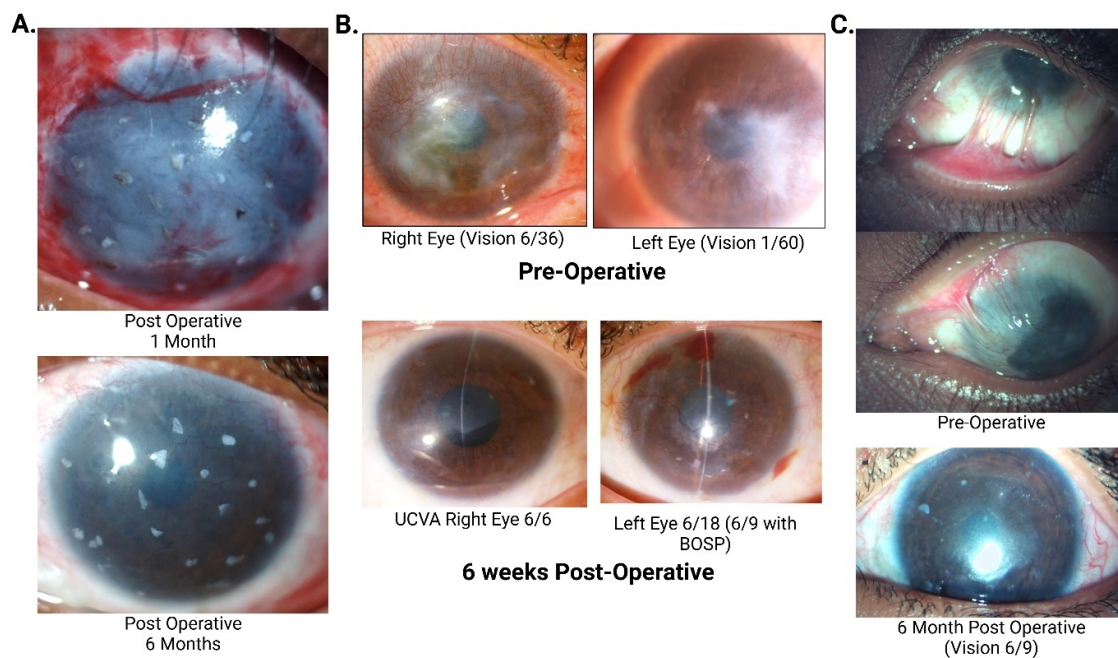 A.
Post Operative
1 Month
Post Operative
6 Months
B.
Right Eye (Vision 6/36)
Left Eye (Vision 1/60)
Pre-Operative
UCVA Right Eye 6/6
Left Eye 6/18 (6/9 with
BOSP)
6 weeks Post-Operative
C.
Pre-Operative
6 Month Post Operative
(Vision 6/9)